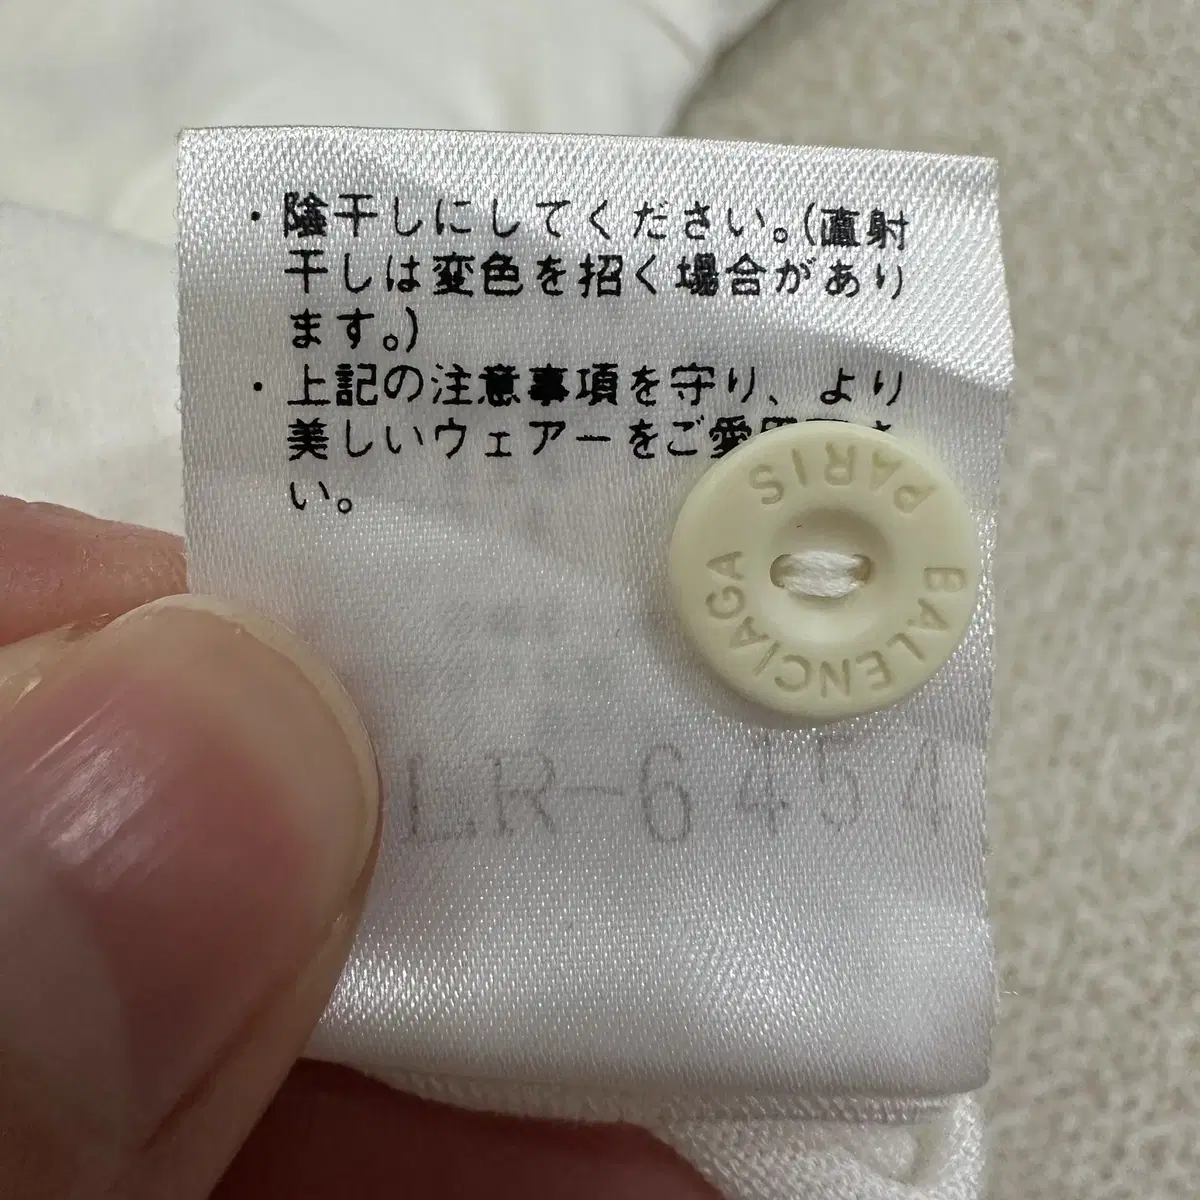 ・陰干しにしてください。(直射
干しは変色を招く場合があり
ます。)
・上記の注意事項を守り、より
美しいウェアーをご愛用
い。
BALENCIAGA
PARIS
LR-6454